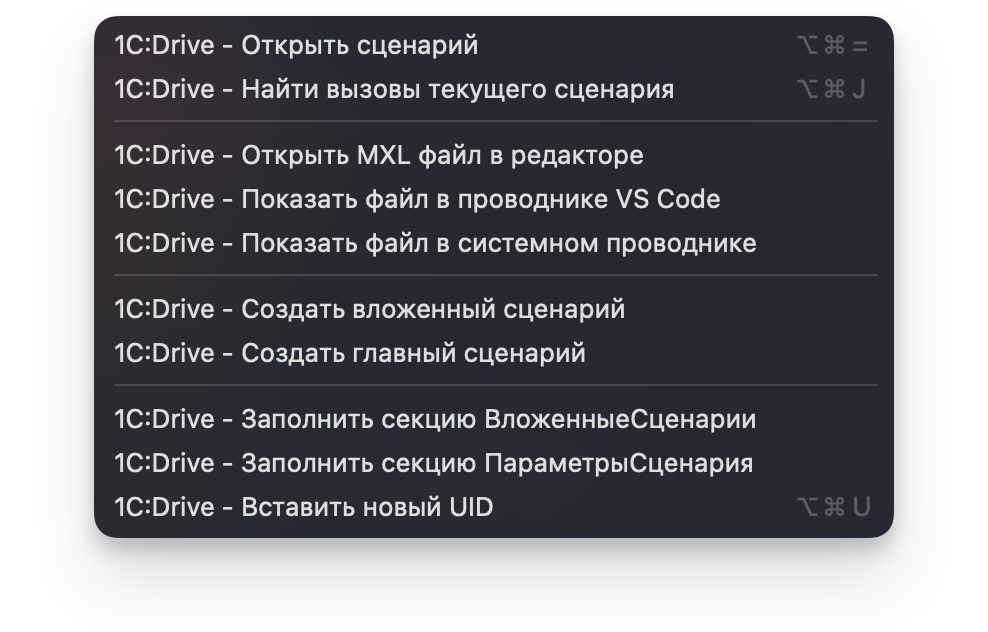 1C:Drive - Открыть сценарий ⌥⌘=
1C:Drive - Найти вызовы текущего сценария ⌥⌘J
1C:Drive - Открыть MXL файл в редакторе
1C:Drive - Показать файл в проводнике VS Code
1C:Drive - Показать файл в системном проводнике
1C:Drive - Создать вложенный сценарий
1C:Drive - Создать главный сценарий
1C:Drive - Заполнить секцию ВложенныеСценарии
1C:Drive - Заполнить секцию ПараметрыСценария
1C:Drive - Вставить новый UID ⌥⌘U